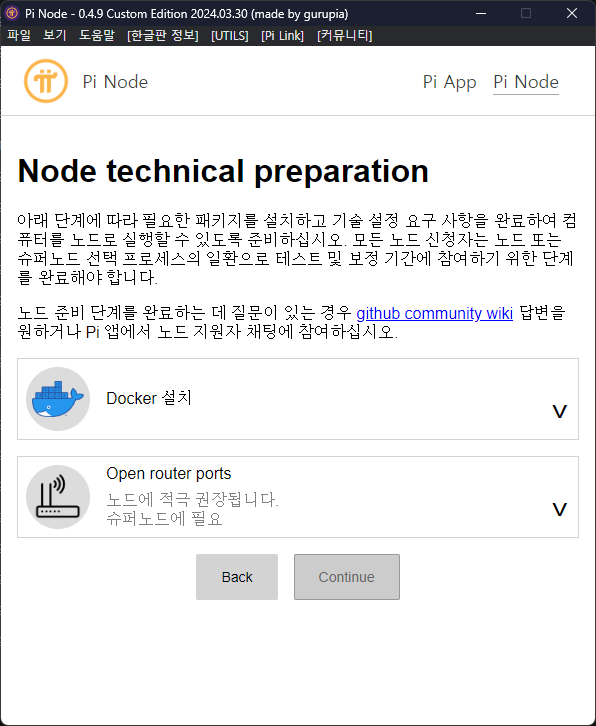 Pi Node - 0.4.9 Custom Edition 2024.03.30 (made by gurupia)
파일 보기 도움말 [한글판 정보] [UTILS] [Pi Link] [커뮤니티]
Pi Node Pi App Pi Node
Node technical preparation
아래 단계에 따라 필요한 패키지를 설치하고 기술 설정 요구 사항을 완료하여 컴
퓨터를 노드로 실행할 수 있도록 준비하십시오. 모든 노드 신청자는 노드 또는
슈퍼노드 선택 프로세스의 일환으로 테스트 및 보정 기간에 참여하기 위한 단계
를 완료해야 합니다.
노드 준비 단계를 완료하는 데 질문이 있는 경우 github community wiki 답변을
원하거나 Pi 앱에서 노드 지원자 채팅에 참여하십시오.
Docker 설치
Open router ports
노드에 적극 권장됩니다.
슈퍼노드에 필요
Back Continue